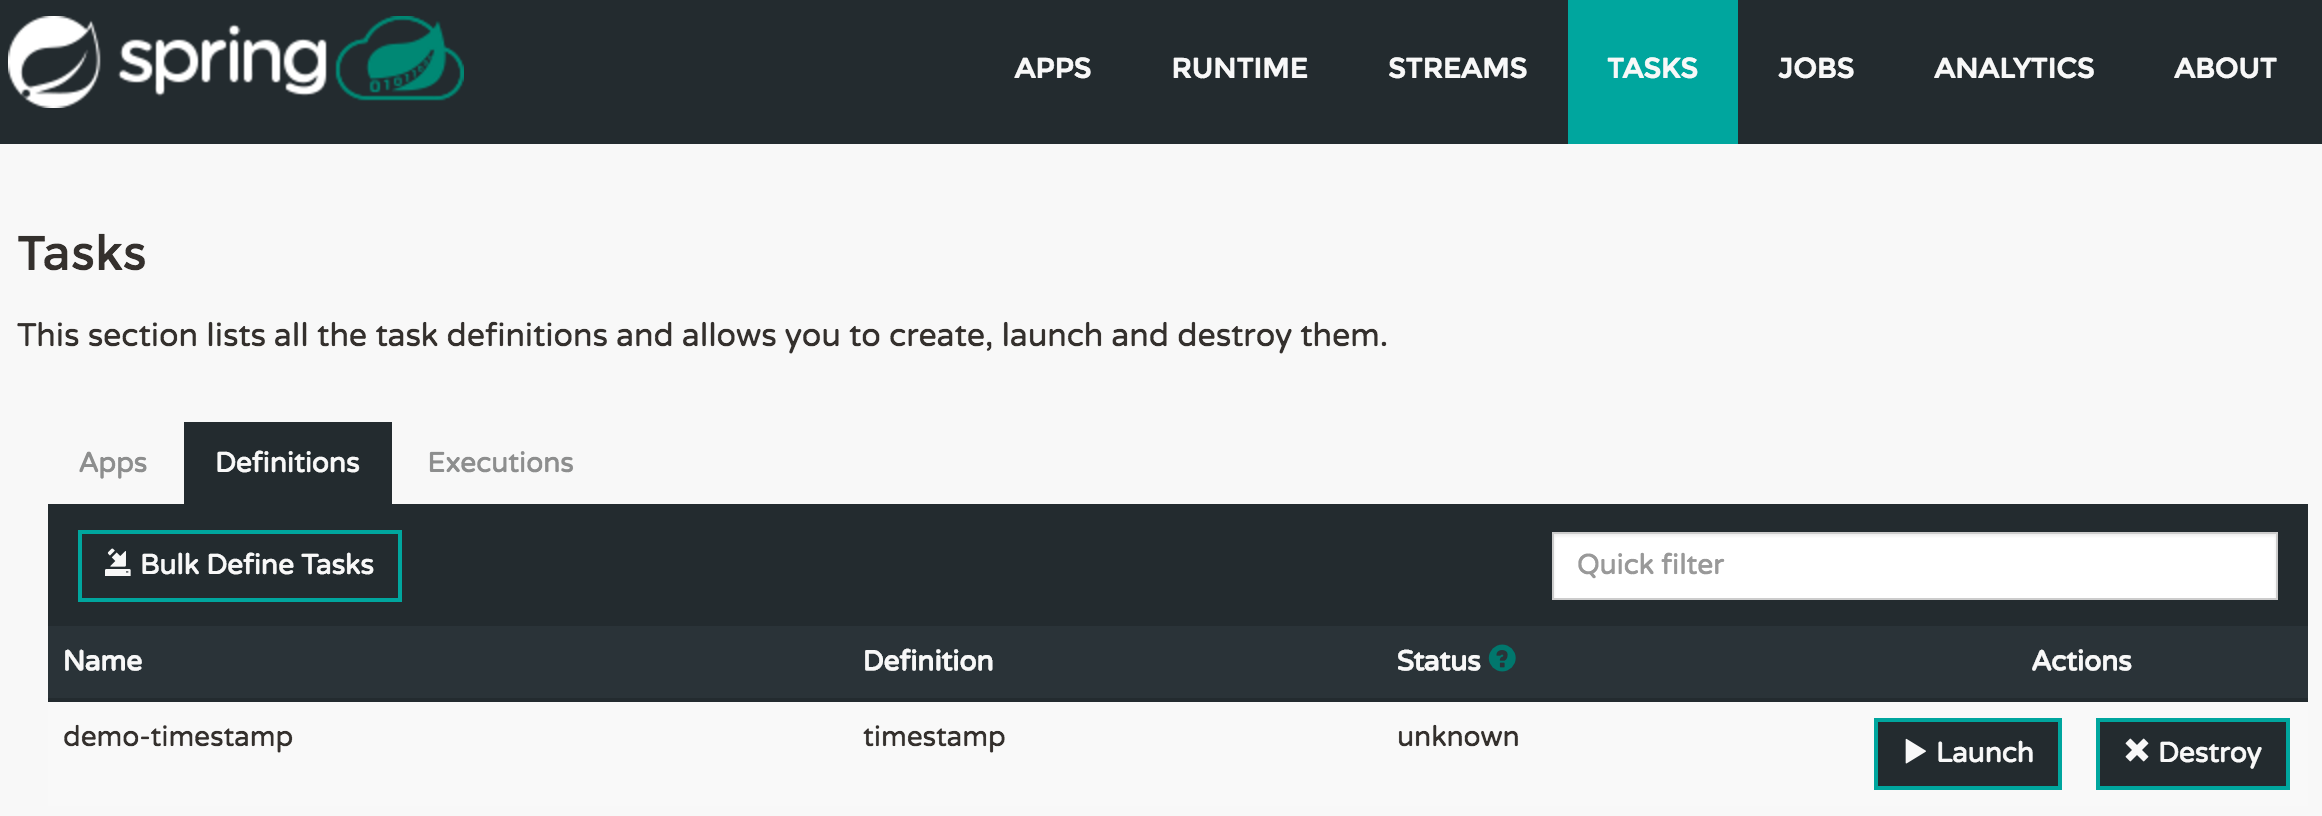 spring
APPS RUNTIME STREAMS TASKS JOBS ANALYTICS ABOUT
Tasks
This section lists all the task definitions and allows you to create, launch and destroy them.
Apps Definitions Executions
Bulk Define Tasks Quick filter
Name Definition Status ? Actions
demo-timestamp timestamp unknown Launch Destroy